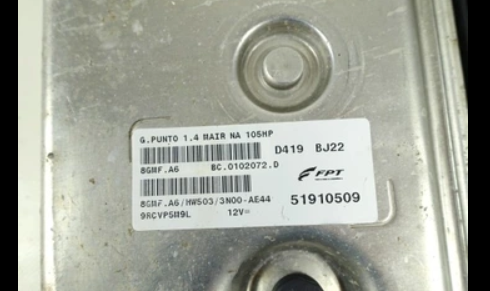 G.PUNTO 1.4 MAIR NA 105HP
D419 BJ22
8GMF.A6 8C.0102072.D
FPT
8GMF.A6/HW503/3N00-AE44
51910509
9RCVP5M9L 12V=